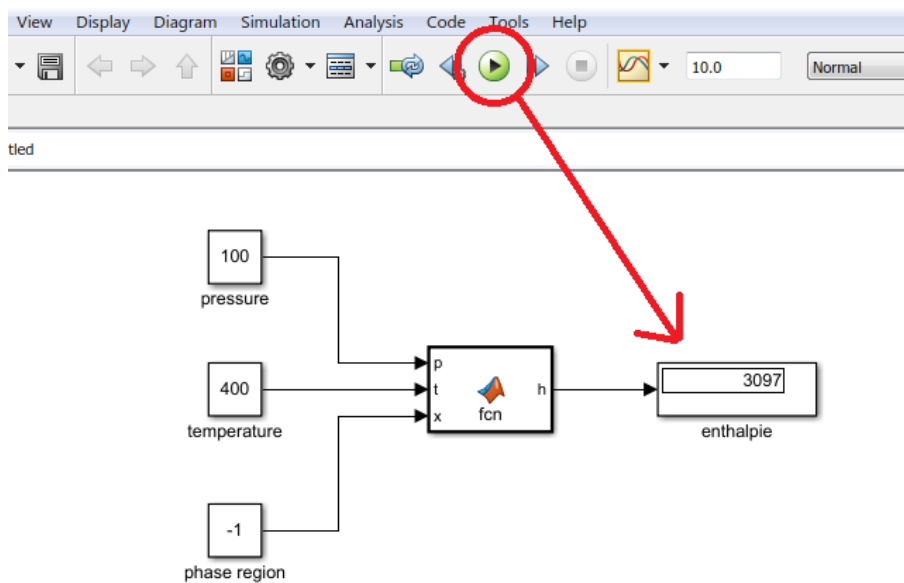 View Display Diagram Simulation Analysis Code Tools Help
10.0 Normal
tled
100
pressure
400
temperature
-1
phase region
p
t
x
h
fcn
3097
enthalpie